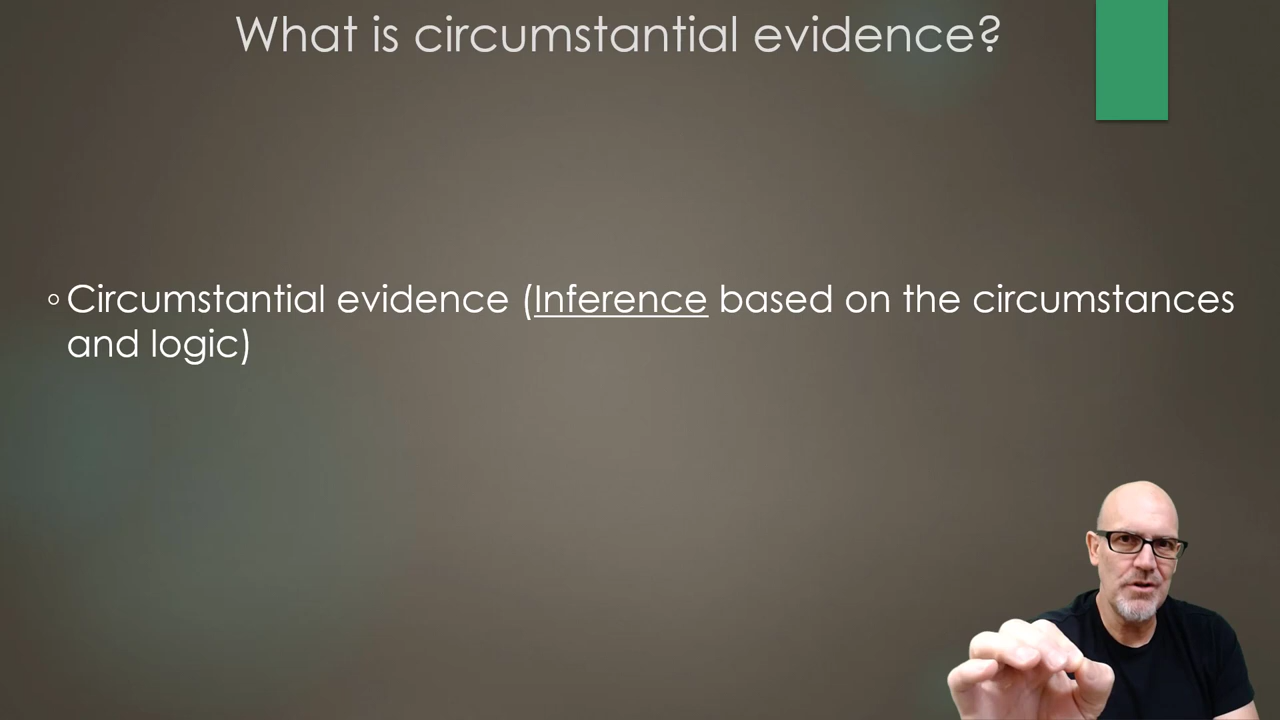 What is circumstantial evidence?
◦Circumstantial evidence (Inference based on the circumstances
and logic)